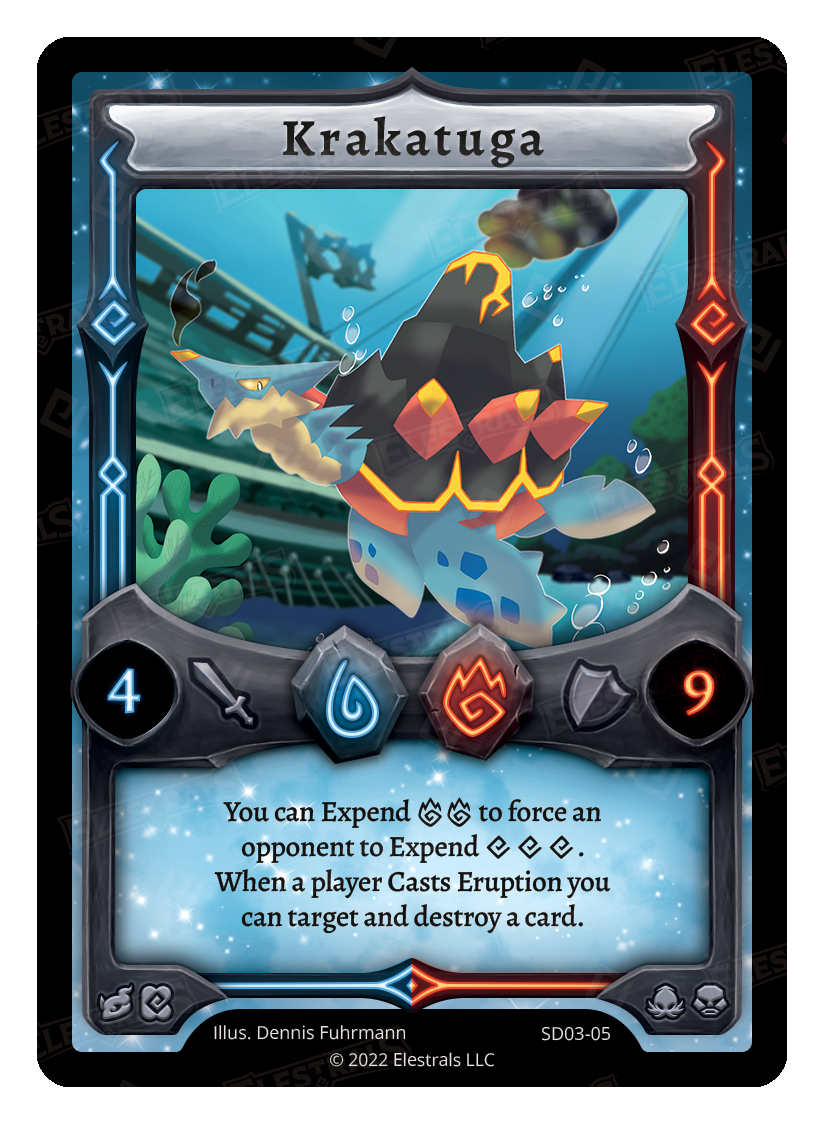 Krakatuga
4
9
You can Expend to force an
opponent to Expend .
When a player Casts Eruption you
can target and destroy a card.
Illus. Dennis Fuhrmann
SD03-05
© 2022 Elestrals LLC
ELESTRALS